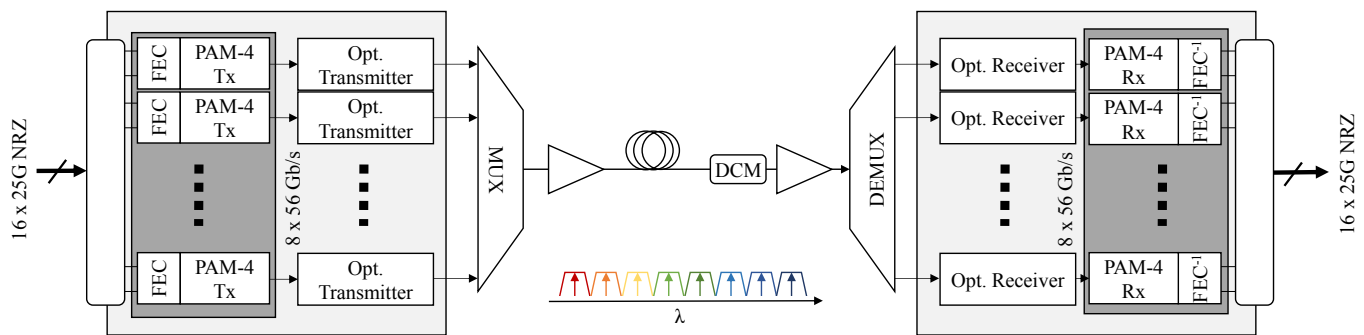 16 x 25G NRZ
FEC
PAM-4
Tx
Opt.
Transmitter
FEC
PAM-4
Tx
Opt.
Transmitter
8 x 56 Gb/s
FEC
PAM-4
Tx
Opt.
Transmitter
MUX
DCM
λ
DEMUX
Opt. Receiver
PAM-4
Rx
FEC⁻¹
Opt. Receiver
PAM-4
Rx
FEC⁻¹
8 x 56 Gb/s
Opt. Receiver
PAM-4
Rx
FEC⁻¹
16 x 25G NRZ